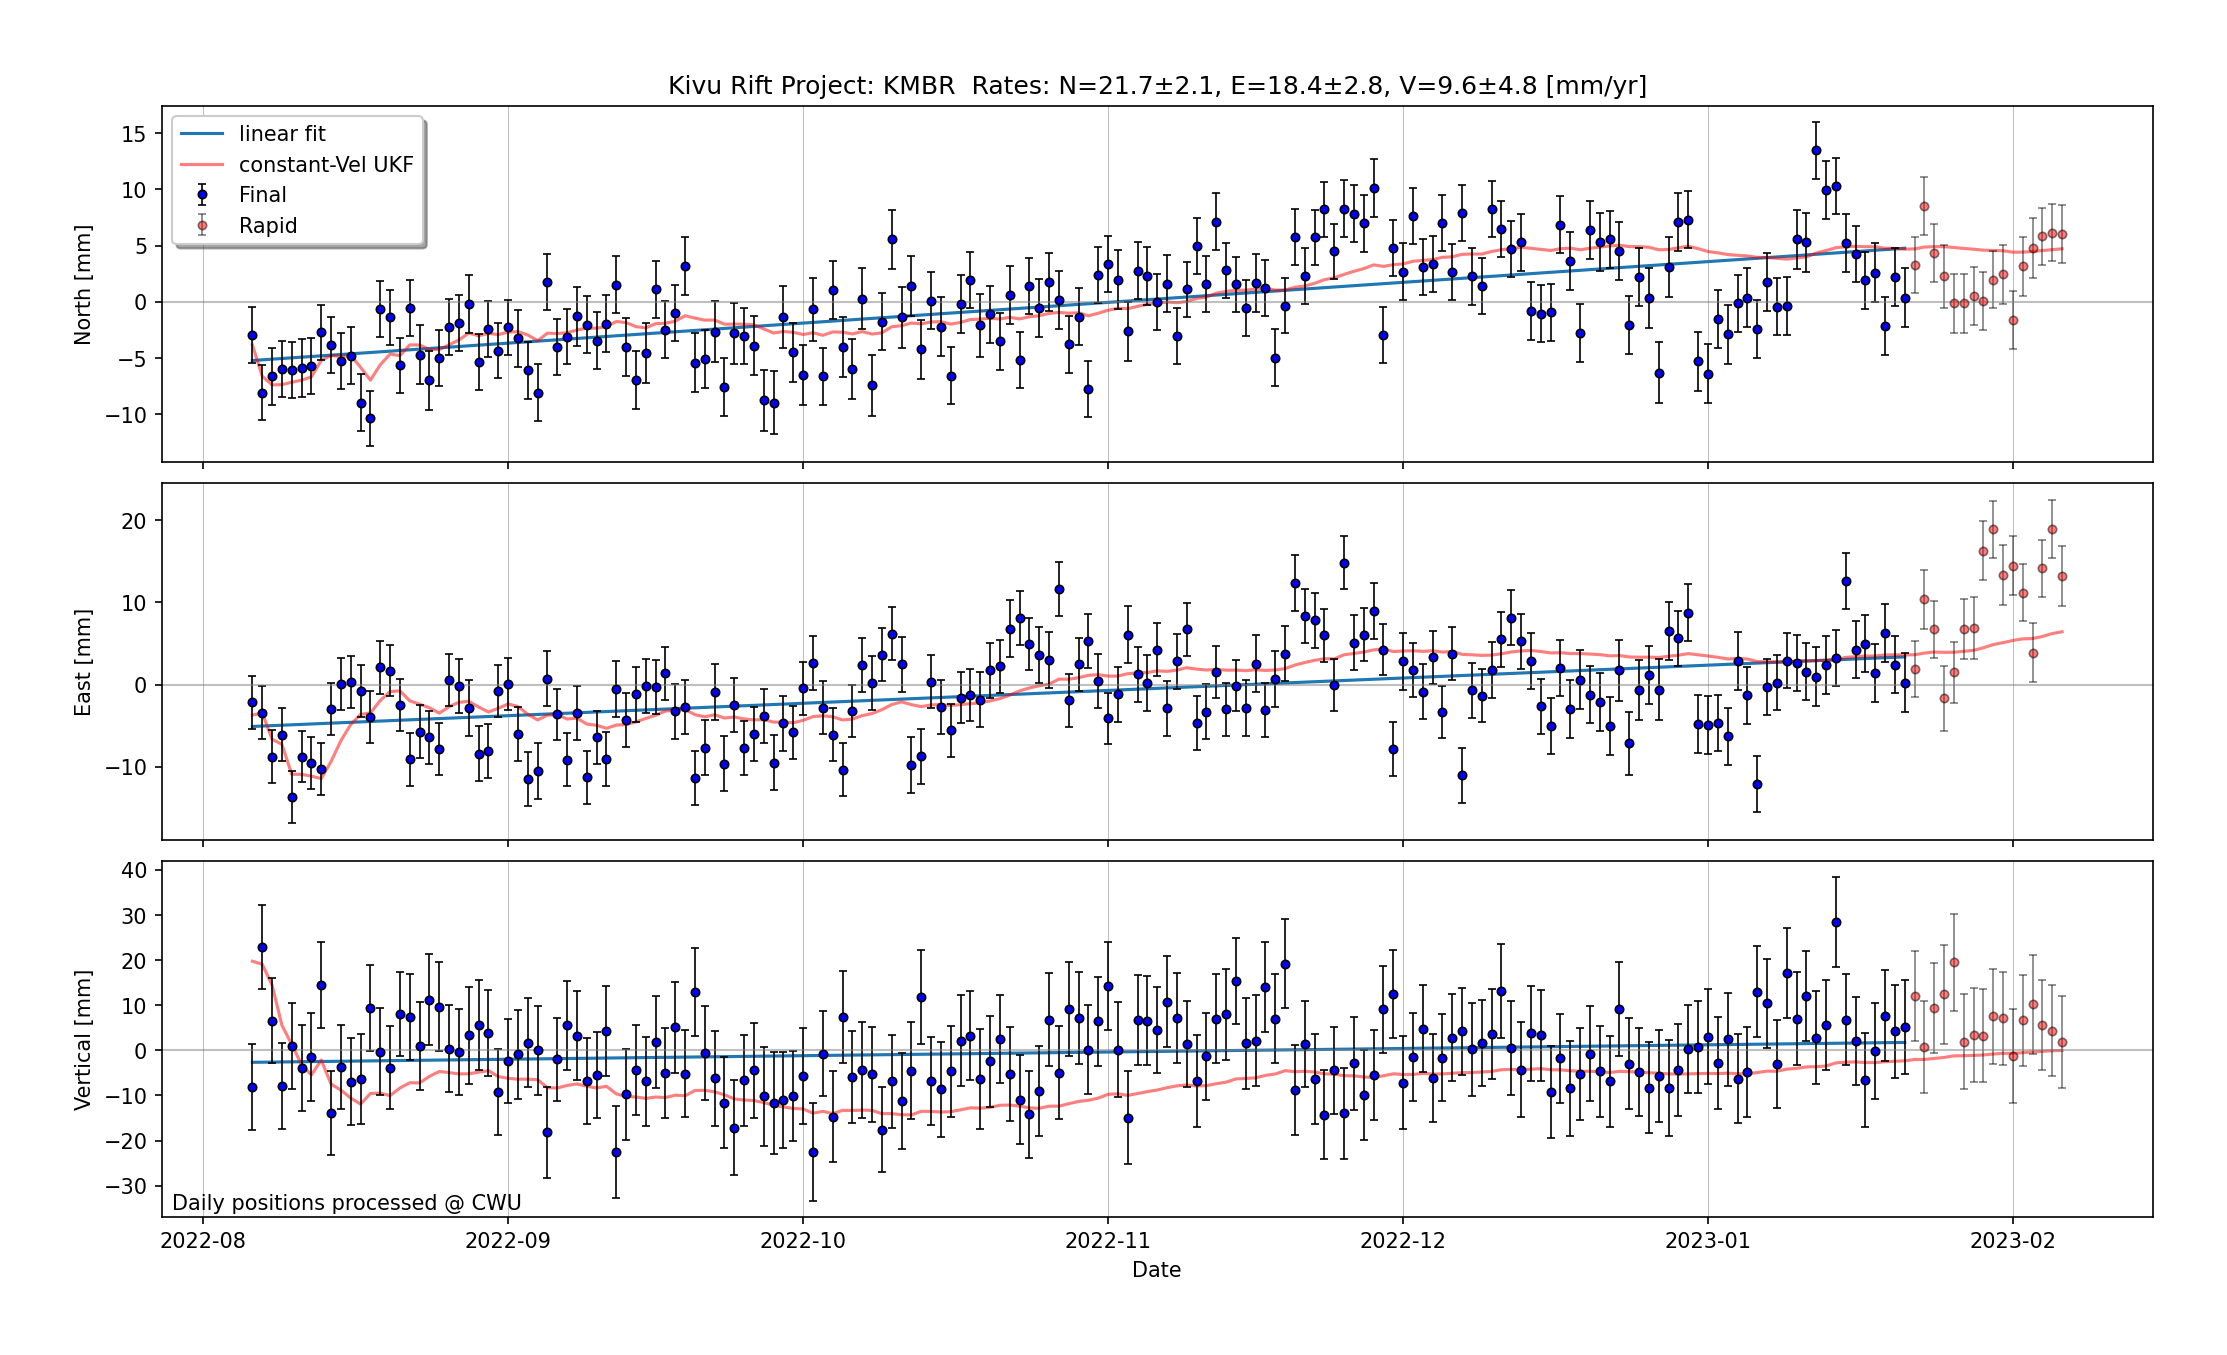 Kivu Rift Project: KMBR  Rates: N=21.7±2.1, E=18.4±2.8, V=9.6±4.8 [mm/yr]
linear fit
constant-Vel UKF
Final
Rapid
North [mm]
15
10
5
0
−5
−10
East [mm]
20
10
0
−10
Vertical [mm]
40
30
20
10
0
−10
−20
−30
Daily positions processed @ CWU
2022-08 2022-09 2022-10 2022-11 2022-12 2023-01 2023-02
Date